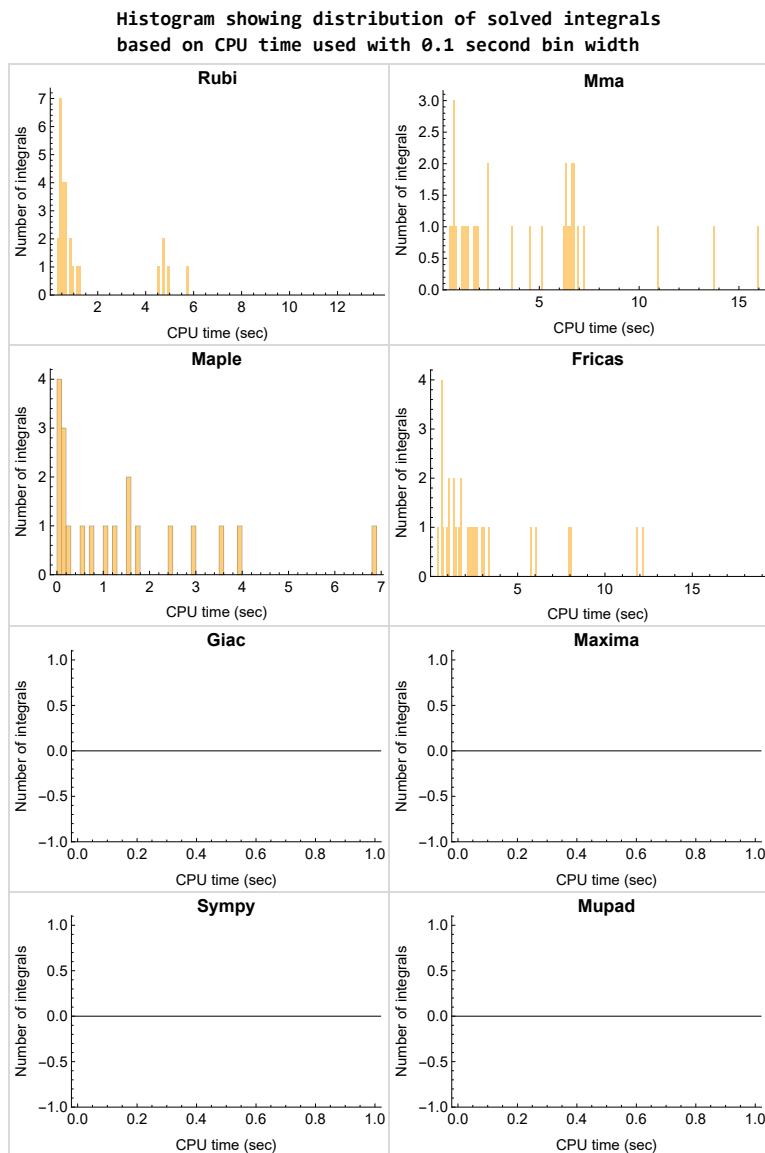 Histogram showing distribution of solved integrals
based on CPU time used with 0.1 second bin width
Rubi
Number of integrals
7
6
5
4
3
2
1
0
2 4 6 8 10 12
CPU time (sec)
Mma
Number of integrals
3.0
2.5
2.0
1.5
1.0
0.5
0.0
5 10 15
CPU time (sec)
Maple
Number of integrals
4
3
2
1
0
0 1 2 3 4 5 6 7
CPU time (sec)
Fricas
Number of integrals
4
3
2
1
0
5 10 15
CPU time (sec)
Giac
Number of integrals
1.0
0.5
0.0
−0.5
−1.0
0.0 0.2 0.4 0.6 0.8 1.0
CPU time (sec)
Maxima
Number of integrals
1.0
0.5
0.0
−0.5
−1.0
0.0 0.2 0.4 0.6 0.8 1.0
CPU time (sec)
Sympy
Number of integrals
1.0
0.5
0.0
−0.5
−1.0
0.0 0.2 0.4 0.6 0.8 1.0
CPU time (sec)
Mupad
Number of integrals
1.0
0.5
0.0
−0.5
−1.0
0.0 0.2 0.4 0.6 0.8 1.0
CPU time (sec)